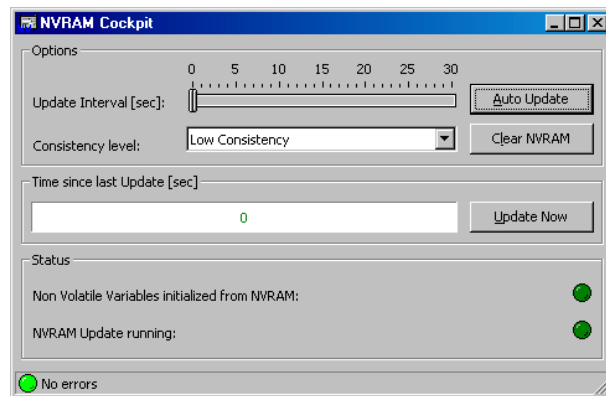 NVRAM Cockpit
Options
0 5 10 15 20 25 30
Update Interval [sec]:
Auto Update
Consistency level:
Low Consistency
Clear NVRAM
Time since last Update [sec]
0
Update Now
Status
Non Volatile Variables initialized from NVRAM:
NVRAM Update running:
No errors